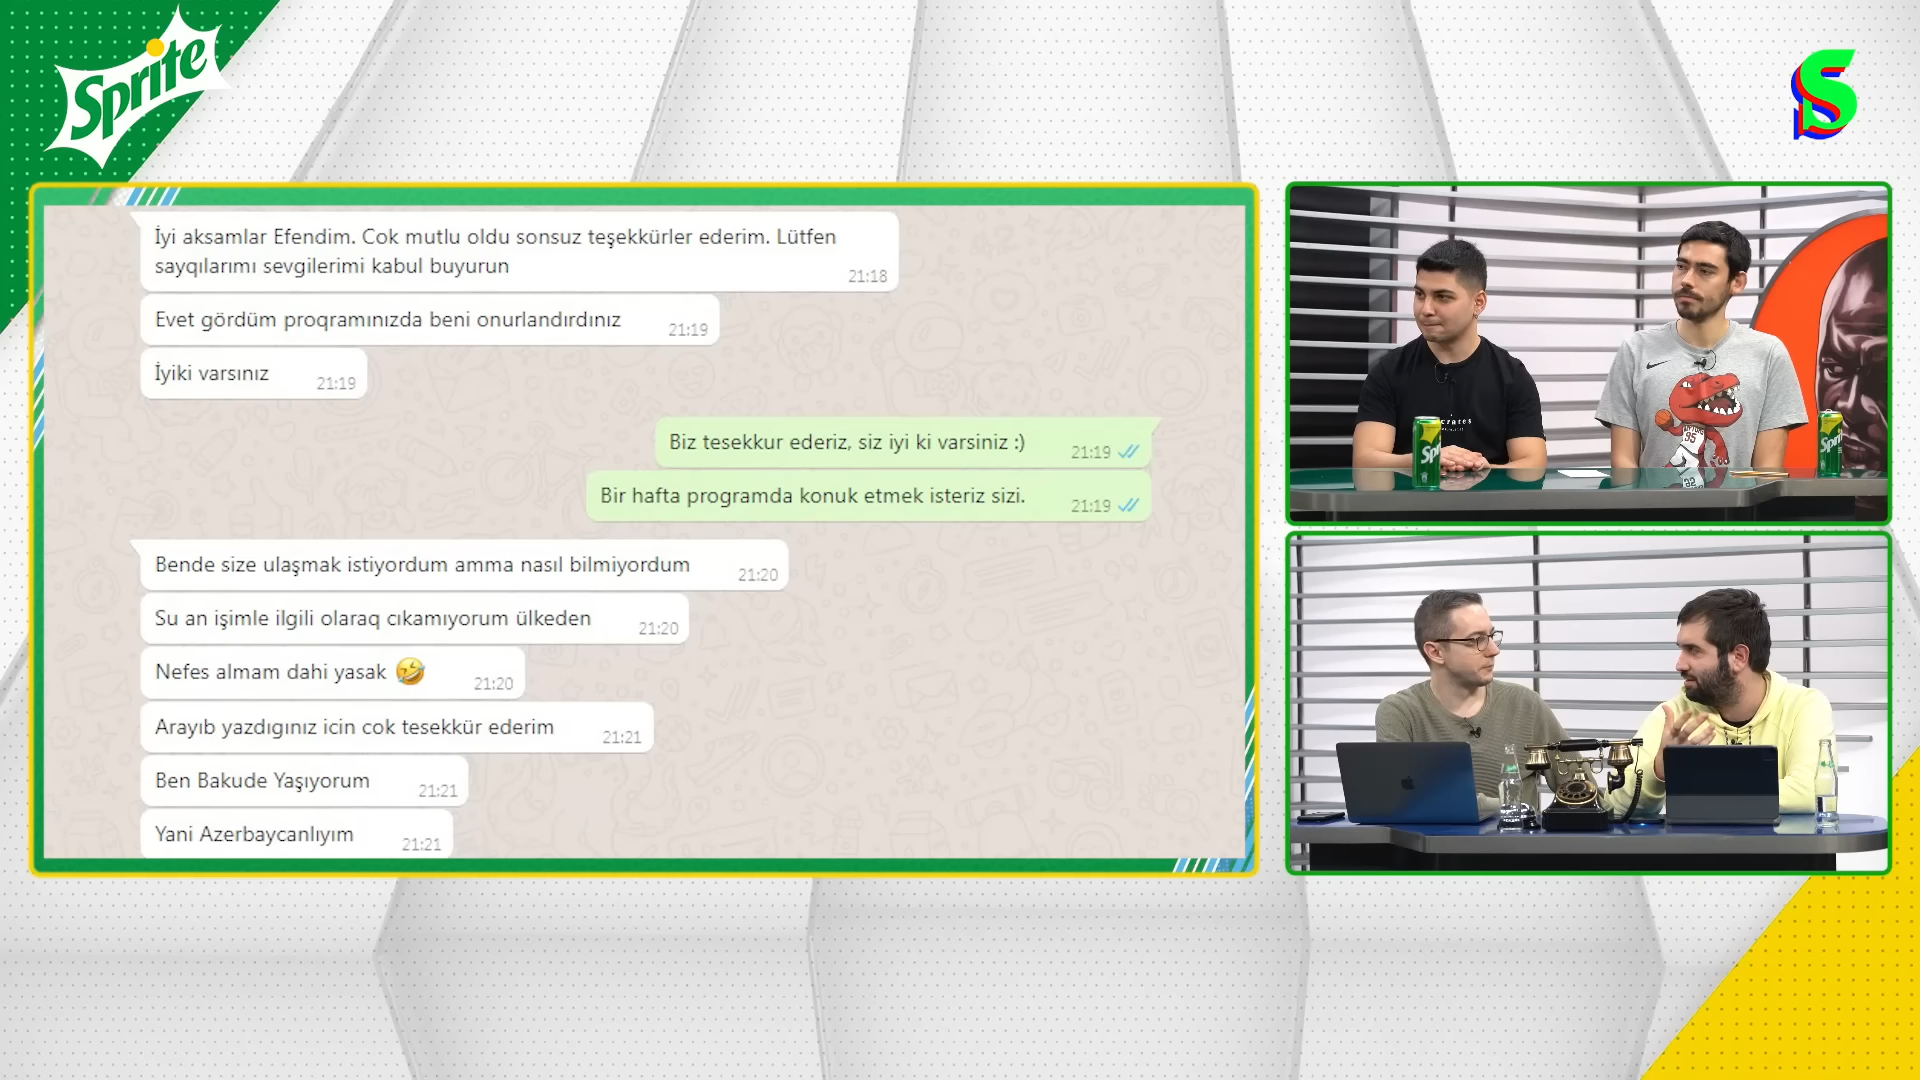 Sprite
S
İyi aksamlar Efendim. Cok mutlu oldu sonsuz teşekkürler ederim. Lütfen
sayqılarımı sevgilerimi kabul buyurun
21:18
Evet gördüm proqramınızda beni onurlandırdınız
21:19
İyiki varsınız
21:19
Biz tesekkur ederiz, siz iyi ki varsiniz :)
21:19
Bir hafta programda konuk etmek isteriz sizi.
21:19
Bende size ulaşmak istiyordum amma nasıl bilmiyordum
21:20
Su an işimle ilgili olaraq cıkamıyorum ülkeden
21:20
Nefes almam dahi yasak 🤣
21:20
Arayıb yazdıgınız icin cok tesekkür ederim
21:21
Ben Bakude Yaşıyorum
21:21
Yani Azerbaycanlıyım
21:21
crates
Sp
95
Sprite